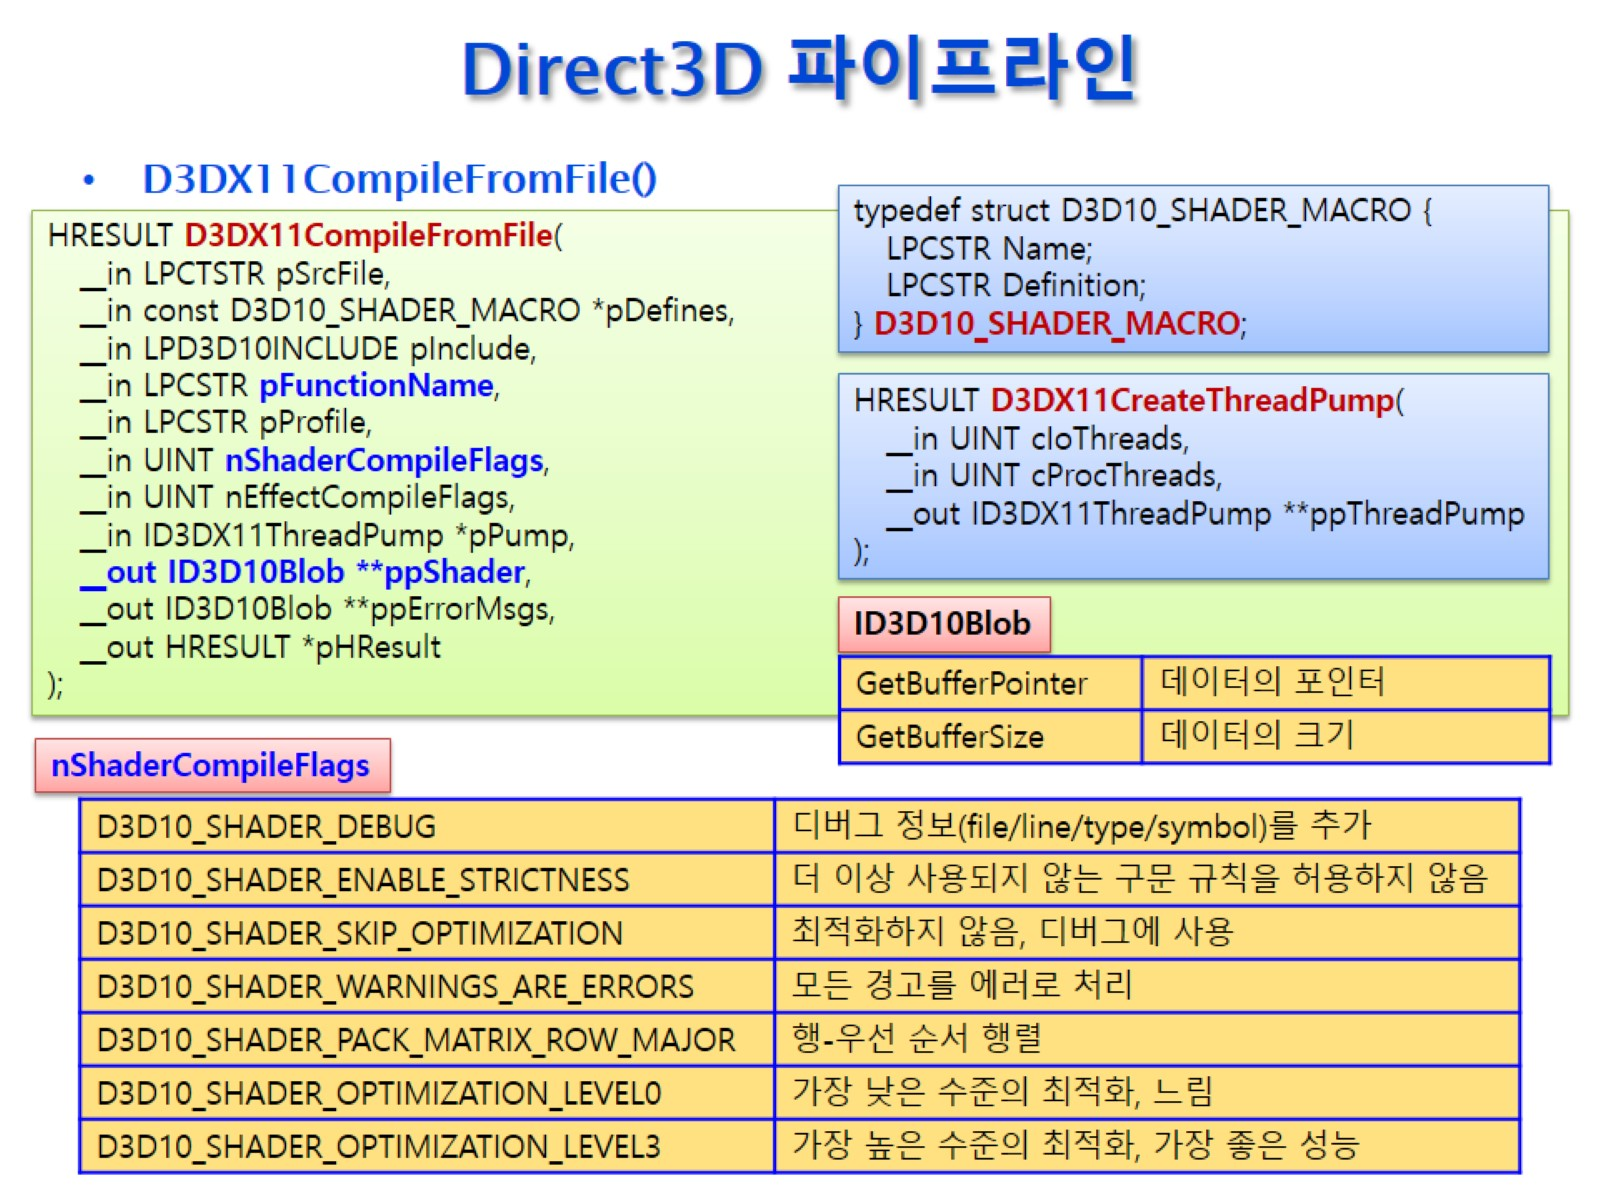 Direct3D 파이프라인
• D3DX11CompileFromFile()
HRESULT D3DX11CompileFromFile(
__in LPCTSTR pSrcFile,
__in const D3D10_SHADER_MACRO *pDefines,
__in LPD3D10INCLUDE pInclude,
__in LPCSTR pFunctionName,
__in LPCSTR pProfile,
__in UINT nShaderCompileFlags,
__in UINT nEffectCompileFlags,
__in ID3DX11ThreadPump *pPump,
__out ID3D10Blob **ppShader,
__out ID3D10Blob **ppErrorMsgs,
__out HRESULT *pHResult
);
typedef struct D3D10_SHADER_MACRO {
LPCSTR Name;
LPCSTR Definition;
} D3D10_SHADER_MACRO;
HRESULT D3DX11CreateThreadPump(
__in UINT cIoThreads,
__in UINT cProcThreads,
__out ID3DX11ThreadPump **ppThreadPump
);
ID3D10Blob
GetBufferPointer 데이터의 포인터
GetBufferSize 데이터의 크기
nShaderCompileFlags
D3D10_SHADER_DEBUG 디버그 정보(file/line/type/symbol)를 추가
D3D10_SHADER_ENABLE_STRICTNESS 더 이상 사용되지 않는 구문 규칙을 허용하지 않음
D3D10_SHADER_SKIP_OPTIMIZATION 최적화하지 않음, 디버그에 사용
D3D10_SHADER_WARNINGS_ARE_ERRORS 모든 경고를 에러로 처리
D3D10_SHADER_PACK_MATRIX_ROW_MAJOR 행-우선 순서 행렬
D3D10_SHADER_OPTIMIZATION_LEVEL0 가장 낮은 수준의 최적화, 느림
D3D10_SHADER_OPTIMIZATION_LEVEL3 가장 높은 수준의 최적화, 가장 좋은 성능